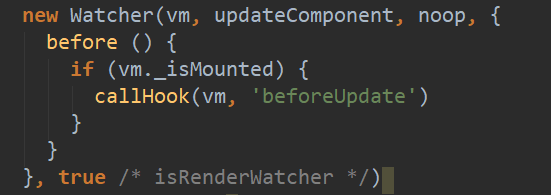 new Watcher(vm, updateComponent, noop, {
  before () {
    if (vm._isMounted) {
      callHook(vm, 'beforeUpdate')
    }
  }
}, true /* isRenderWatcher */)